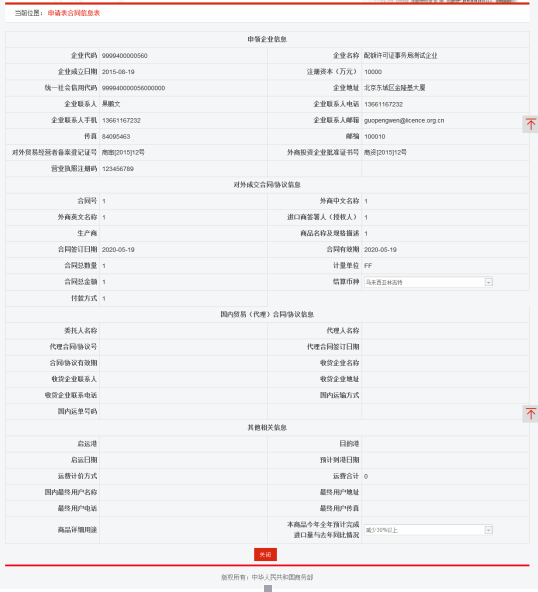 当前位置： 申请表合同信息表
申领企业信息
企业代码 9999400000560 企业名称 配额许可证事务局测试企业
企业成立日期 2015-08-19 注册资本（万元） 10000
统一社会信用代码 999940000056000000 企业地址 北京东城区金隆基大厦
企业联系人 果鹏文 企业联系人电话 13661167232
企业联系人手机 13661167232 企业联系人邮箱 guopengwen@licence.org.cn
传真 84095463 邮编 100010
对外贸易经营者备案登记证号 商图[2015]12号 外商投资企业批准证书号 商资[2015]12号
营业执照注册码 123456789
对外成交合同/协议信息
合同号 1 外商中文名称 1
外商英文名称 1 进口商签署人（授权人） 1
生产商 商品名称及规格描述 1
合同签订日期 2020-05-19 合同有效期 2020-05-19
合同总数量 1 计量单位 FF
合同总金额 1 结算币种 马来西亚林吉特
付款方式 1
国内贸易（代理）合同/协议信息
委托人名称 代理人名称
代理合同/协议号 代理合同签订日期
合同/协议有效期 收货企业名称
收货企业联系人 收货企业地址
收货企业联系电话 国内运输方式
国内运单号码
其他相关信息
启运港 目的港
启运日期 预计到港日期
运费计价方式 运费合计 0
国内最终用户名称 最终用户地址
最终用户电话 最终用户传真
商品详细用途 本商品今年全年预计完成
进口量与去年同比情况 减少30%以上
关闭
版权所有：中华人民共和国商务部